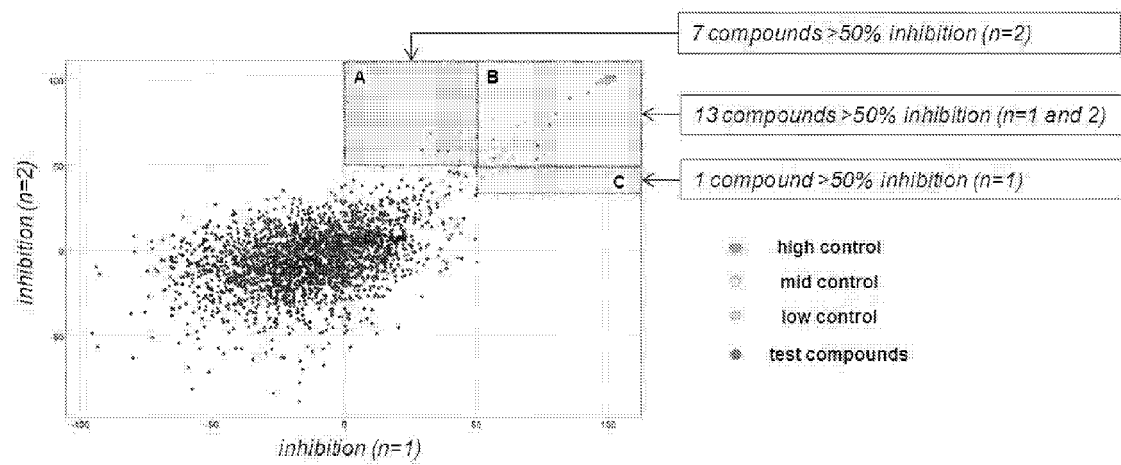 7 compounds >50% inhibition (n=2)
A
B
13 compounds >50% inhibition (n=1 and 2)
1 compound >50% inhibition (n=1)
C
100
50
0
-50
inhibition (n=2)
-100
-50
0
50
100
inhibition (n=1)
high control
mid control
low control
test compounds